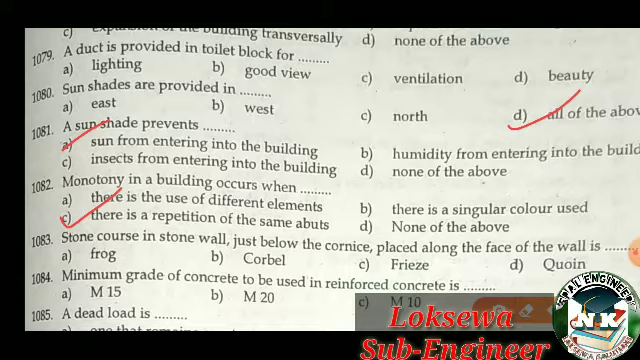 c) expansion of the building transversally d) none of the above
1079. A duct is provided in toilet block for .........
a) lighting b) good view c) ventilation d) beauty
1080. Sun shades are provided in .........
a) east b) west c) north d) all of the above
1081. A sun shade prevents .........
a) sun from entering into the building b) humidity from entering into the build
c) insects from entering into the building d) none of the above
1082. Monotony in a building occurs when .........
a) there is the use of different elements b) there is a singular colour used
c) there is a repetition of the same abuts d) None of the above
1083. Stone course in stone wall, just below the cornice, placed along the face of the wall is .........
a) frog b) Corbel c) Frieze d) Quoin
1084. Minimum grade of concrete to be used in reinforced concrete is .........
a) M 15 b) M 20 c) M 10
1085. A dead load is .........
a) one that
Loksewa
Sub-Engineer
GOAL ENGINEER
NK